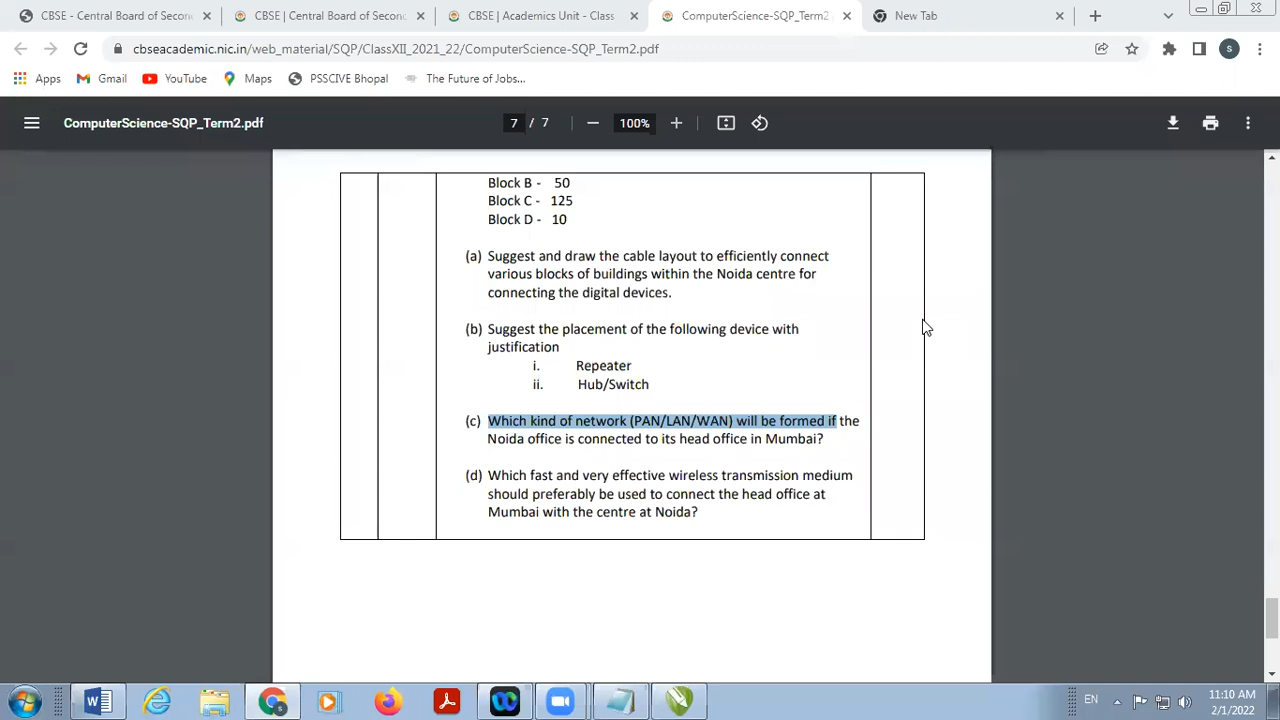 CBSE - Central Board of Secon
CBSE | Central Board of Secon
CBSE | Academics Unit - Class
ComputerScience-SQP_Term2
New Tab
cbseacademic.nic.in/web_material/SQP/ClassXII_2021_22/ComputerScience-SQP_Term2.pdf
S
Apps
Gmail
YouTube
Maps
PSSCIVE Bhopal
The Future of Jobs...
ComputerScience-SQP_Term2.pdf
7 / 7
100%
Block B - 50
Block C - 125
Block D - 10
(a) Suggest and draw the cable layout to efficiently connect
various blocks of buildings within the Noida centre for
connecting the digital devices.
(b) Suggest the placement of the following device with
justification
i. Repeater
ii. Hub/Switch
(c) Which kind of network (PAN/LAN/WAN) will be formed if the
Noida office is connected to its head office in Mumbai?
(d) Which fast and very effective wireless transmission medium
should preferably be used to connect the head office at
Mumbai with the centre at Noida?
EN
11:10 AM
2/1/2022